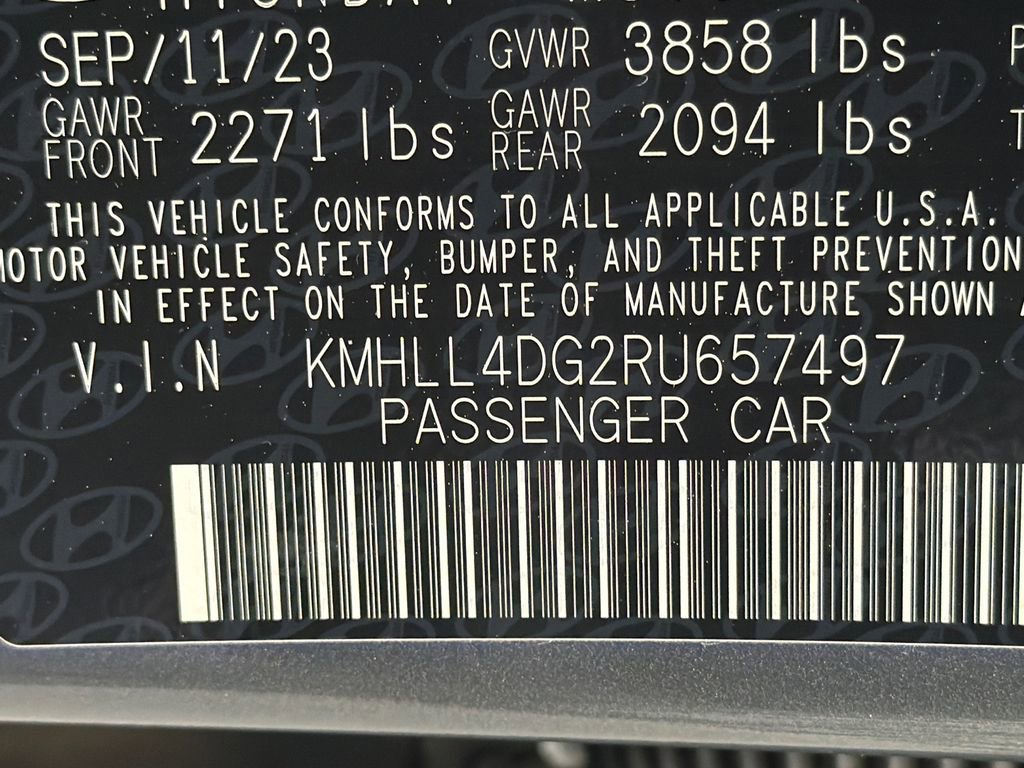 SEP/11/23 GVWR 3858 lbs
GAWR FRONT 2271 lbs GAWR REAR 2094 lbs
THIS VEHICLE CONFORMS TO ALL APPLICABLE U.S.A.
MOTOR VEHICLE SAFETY, BUMPER, AND THEFT PREVENTION
IN EFFECT ON THE DATE OF MANUFACTURE SHOWN
V.I.N KMHLL4DG2RU657497
PASSENGER CAR